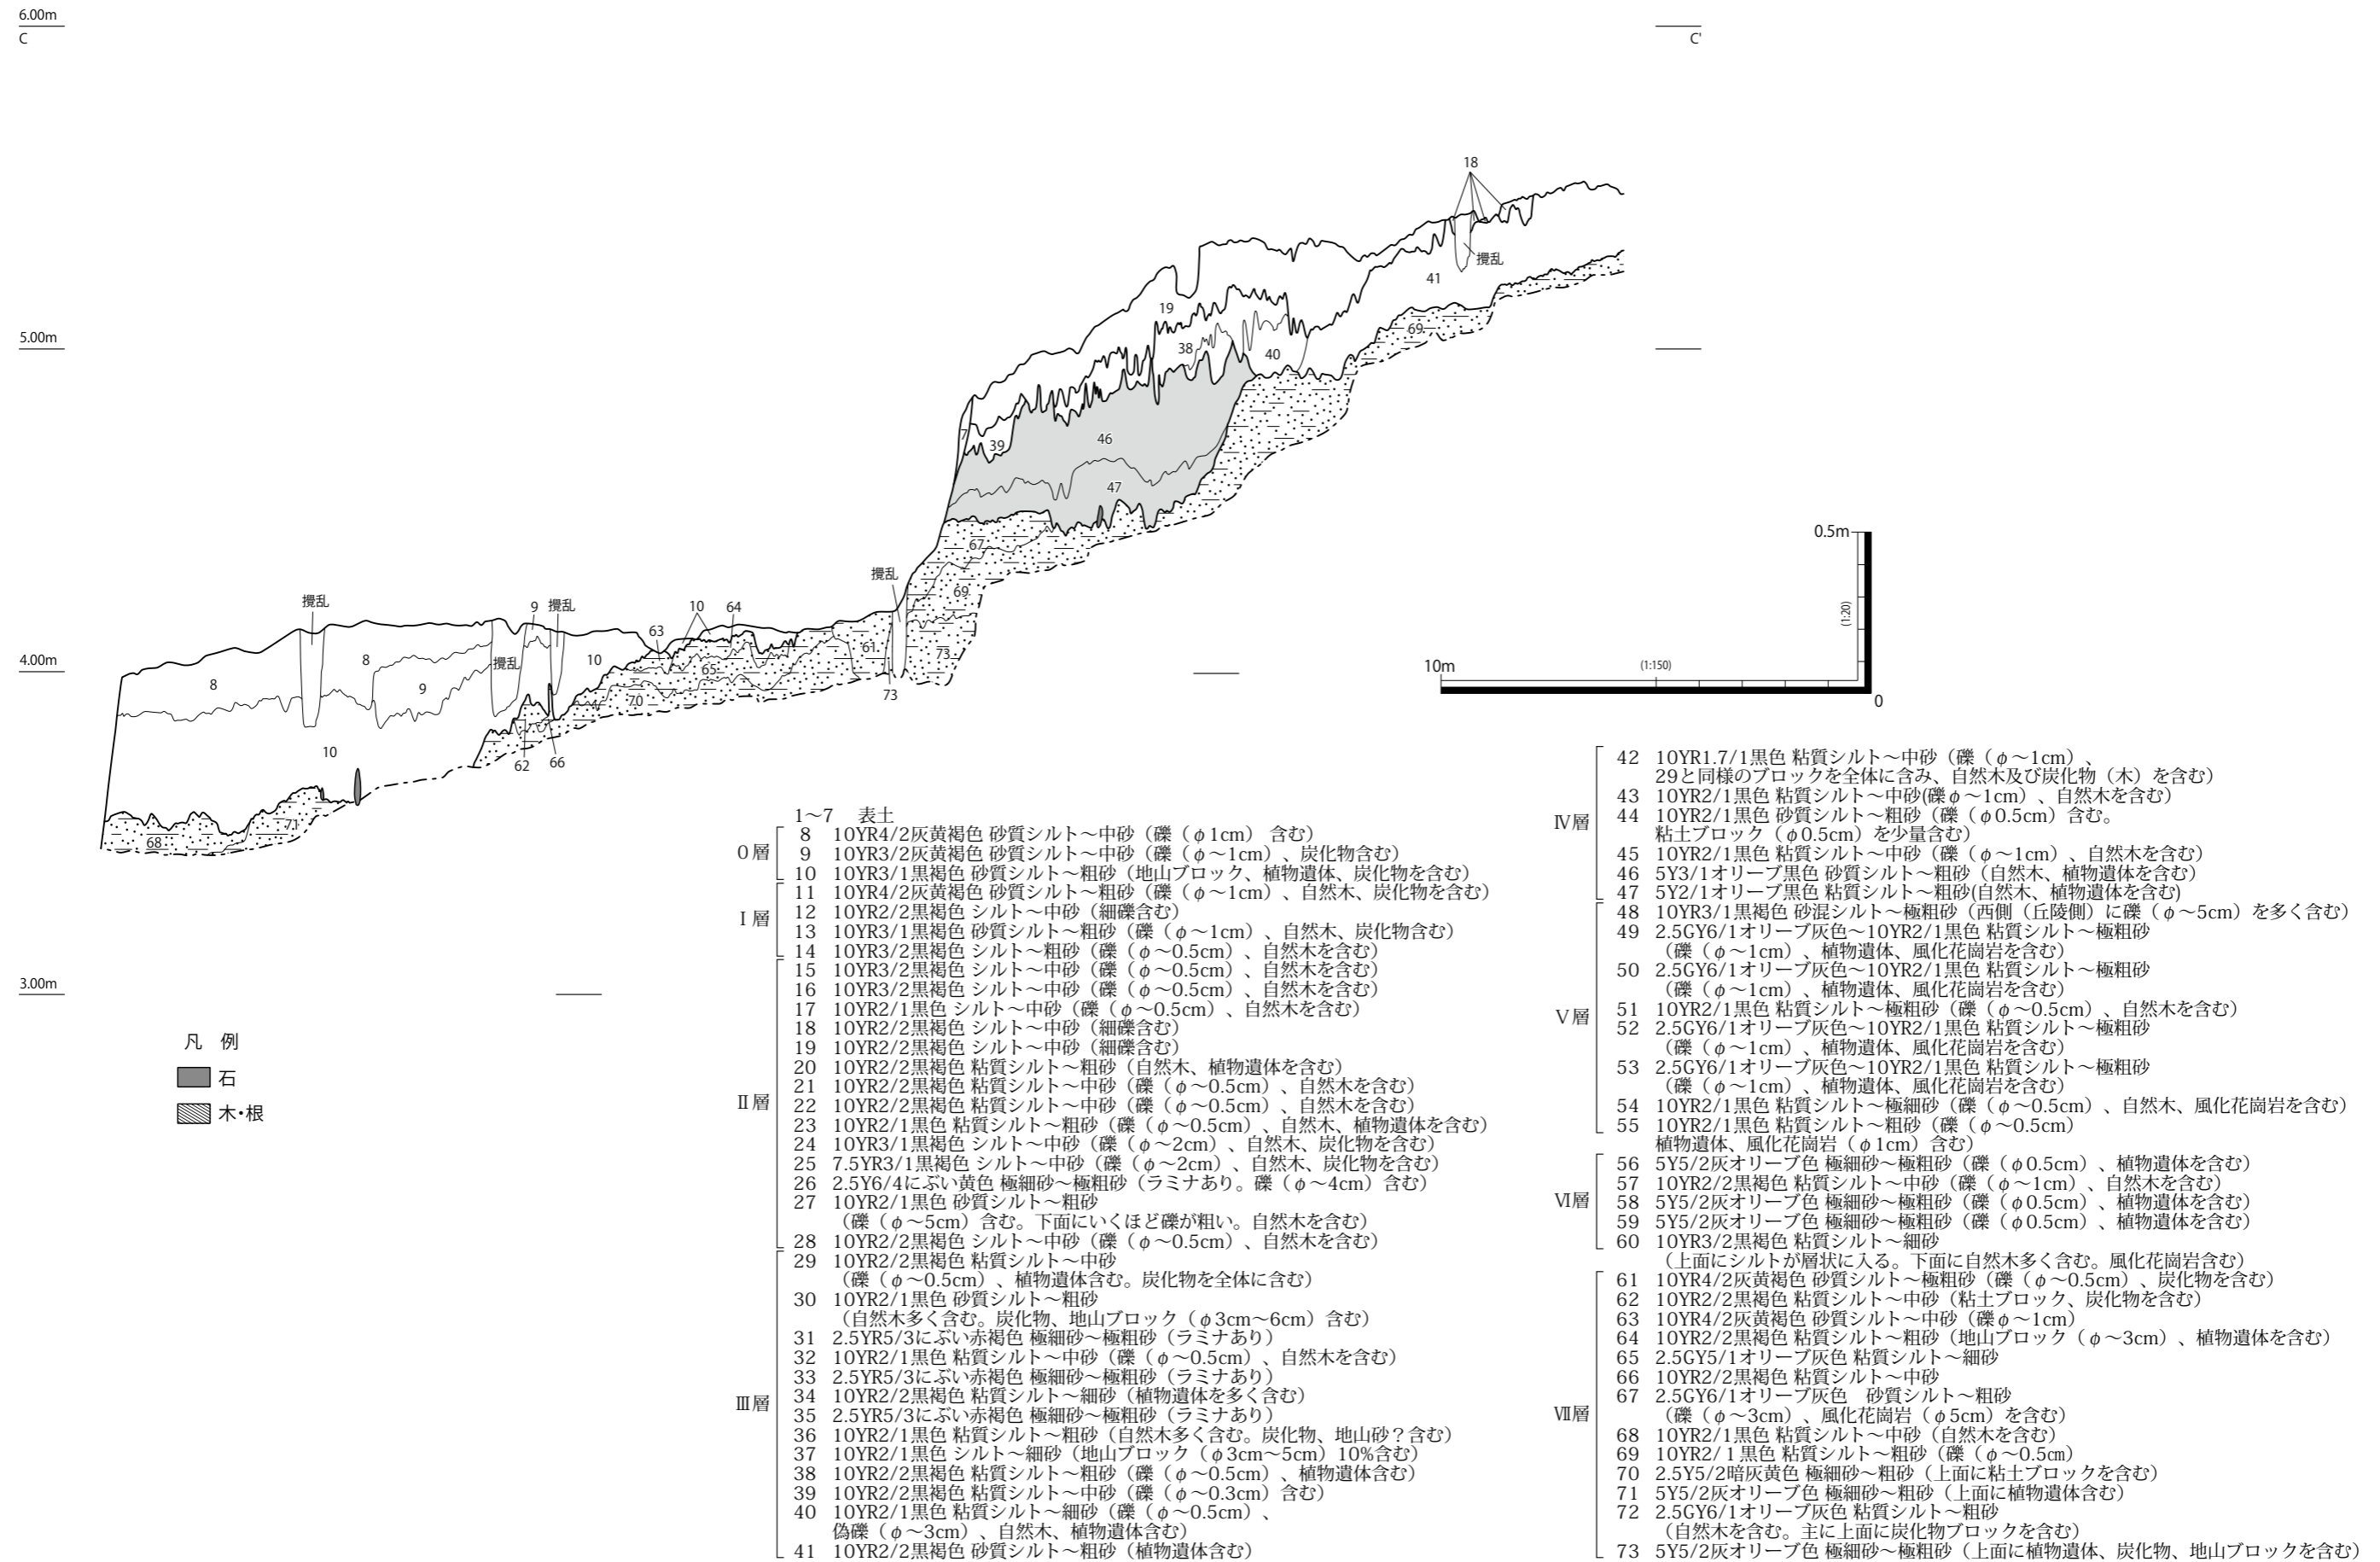 6.00m
C
C'
18
攪乱
41
19
5.00m
69
38
40
7
39
46
47
0.5m
67
攪乱
69
(1:20)
攪乱
9
攪乱
10
64
63
61
73
8
10
攪乱
65
10m
(1:150)
4.00m
8
9
70
73
0
10
62
66
71
68
3.00m
凡 例
石
木・根
1～7 表土
0層
8 10YR4/2灰黄褐色 砂質シルト～中砂（礫（φ1cm） 含む）
9 10YR3/2灰黄褐色 砂質シルト～中砂（礫（φ～1cm）、炭化物含む）
10 10YR3/1黒褐色 砂質シルト～粗砂（地山ブロック、植物遺体、炭化物を含む）
Ⅰ層
11 10YR4/2灰黄褐色 砂質シルト～粗砂（礫（φ～1cm）、自然木、炭化物を含む）
12 10YR2/2黒褐色 シルト～中砂（細礫含む）
13 10YR3/1黒褐色 砂質シルト～粗砂（礫（φ～1cm）、自然木、炭化物含む）
14 10YR3/2黒褐色 シルト～粗砂（礫（φ～0.5cm）、自然木を含む）
Ⅱ層
15 10YR3/2黒褐色 シルト～中砂（礫（φ～0.5cm）、自然木を含む）
16 10YR3/2黒褐色 シルト～中砂（礫（φ～0.5cm）、自然木を含む）
17 10YR2/1黒色 シルト～中砂（礫（φ～0.5cm）、自然木を含む）
18 10YR2/2黒褐色 シルト～中砂（細礫含む）
19 10YR2/2黒褐色 シルト～中砂（細礫含む）
20 10YR2/2黒褐色 粘質シルト～粗砂（自然木、植物遺体を含む）
21 10YR2/2黒褐色 粘質シルト～中砂（礫（φ～0.5cm）、自然木を含む）
22 10YR2/2黒褐色 粘質シルト～中砂（礫（φ～0.5cm）、自然木を含む）
23 10YR2/1黒色 粘質シルト～粗砂（礫（φ～0.5cm）、自然木、植物遺体を含む）
24 10YR3/1黒褐色 シルト～中砂（礫（φ～2cm）、自然木、炭化物を含む）
25 7.5YR3/1黒褐色 シルト～中砂（礫（φ～2cm）、自然木、炭化物を含む）
26 2.5Y6/4にぶい黄色 極細砂～極粗砂（ラミナあり。礫（φ～4cm）含む）
27 10YR2/1黒色 砂質シルト～粗砂
（礫（φ～5cm）含む。下面にいくほど礫が粗い。自然木を含む）
28 10YR2/2黒褐色 シルト～中砂（礫（φ～0.5cm）、自然木を含む）
Ⅲ層
29 10YR2/2黒褐色 粘質シルト～中砂
（礫（φ～0.5cm）、植物遺体含む。炭化物を全体に含む）
30 10YR2/1黒色 砂質シルト～粗砂
（自然木多く含む。炭化物、地山ブロック（φ3cm～6cm）含む）
31 2.5YR5/3にぶい赤褐色 極細砂～極粗砂（ラミナあり）
32 10YR2/1黒色 粘質シルト～中砂（礫（φ～0.5cm）、自然木を含む）
33 2.5YR5/3にぶい赤褐色 極細砂～極粗砂（ラミナあり）
34 10YR2/2黒褐色 粘質シルト～細砂（植物遺体を多く含む）
35 2.5YR5/3にぶい赤褐色 極細砂～極粗砂（ラミナあり）
36 10YR2/1黒色 粘質シルト～粗砂（自然木多く含む。炭化物、地山砂？含む）
37 10YR2/1黒色 シルト～細砂（地山ブロック（φ3cm～5cm）10%含む）
38 10YR2/2黒褐色 粘質シルト～粗砂（礫（φ～0.5cm）、植物遺体含む）
39 10YR2/2黒褐色 粘質シルト～中砂（礫（φ～0.3cm）含む）
40 10YR2/1黒色 粘質シルト～細砂（礫（φ～0.5cm）、
偽礫（φ～3cm）、自然木、植物遺体含む）
41 10YR2/2黒褐色 砂質シルト～粗砂（植物遺体含む）
Ⅳ層
42 10YR1.7/1黒色 粘質シルト～中砂（礫（φ～1cm）、
29と同様のブロックを全体に含み、自然木及び炭化物（木）を含む）
43 10YR2/1黒色 粘質シルト～中砂(礫φ～1cm）、自然木を含む）
44 10YR2/1黒色 砂質シルト～粗砂（礫（φ0.5cm）含む。
粘土ブロック（φ0.5cm）を少量含む）
45 10YR2/1黒色 粘質シルト～中砂（礫（φ～1cm）、自然木を含む）
46 5Y3/1オリーブ黒色 砂質シルト～粗砂（自然木、植物遺体を含む）
47 5Y2/1オリーブ黒色 粘質シルト～粗砂(自然木、植物遺体を含む)
Ⅴ層
48 10YR3/1黒褐色 砂混シルト～極粗砂（西側（丘陵側）に礫（φ～5cm）を多く含む）
49 2.5GY6/1オリーブ灰色～10YR2/1黒色 粘質シルト～極粗砂
（礫（φ～1cm）、植物遺体、風化花崗岩を含む）
50 2.5GY6/1オリーブ灰色～10YR2/1黒色 粘質シルト～極粗砂
（礫（φ～1cm）、植物遺体、風化花崗岩を含む）
51 10YR2/1黒色 粘質シルト～極粗砂（礫（φ～0.5cm）、自然木を含む）
52 2.5GY6/1オリーブ灰色～10YR2/1黒色 粘質シルト～極粗砂
（礫（φ～1cm）、植物遺体、風化花崗岩を含む）
53 2.5GY6/1オリーブ灰色～10YR2/1黒色 粘質シルト～極粗砂
（礫（φ～1cm）、植物遺体、風化花崗岩を含む）
54 10YR2/1黒色 粘質シルト～極細砂（礫（φ～0.5cm）、自然木、風化花崗岩を含む）
55 10YR2/1黒色 粘質シルト～粗砂（礫（φ～0.5cm）
植物遺体、風化花崗岩（φ1cm）含む）
Ⅵ層
56 5Y5/2灰オリーブ色 極細砂～極粗砂（礫（φ0.5cm）、植物遺体を含む）
57 10YR2/2黒褐色 粘質シルト～中砂（礫（φ～1cm）、自然木を含む）
58 5Y5/2灰オリーブ色 極細砂～極粗砂（礫（φ0.5cm）、植物遺体を含む）
59 5Y5/2灰オリーブ色 極細砂～極粗砂（礫（φ0.5cm）、植物遺体を含む）
60 10YR3/2黒褐色 粘質シルト～細砂
（上面にシルトが層状に入る。下面に自然木多く含む。風化花崗岩含む）
Ⅶ層
61 10YR4/2灰黄褐色 砂質シルト～極粗砂（礫（φ～0.5cm）、炭化物を含む）
62 10YR2/2黒褐色 粘質シルト～中砂（粘土ブロック、炭化物を含む）
63 10YR4/2灰黄褐色 砂質シルト～中砂（礫φ～1cm）
64 10YR2/2黒褐色 粘質シルト～粗砂（地山ブロック（φ～3cm）、植物遺体を含む）
65 2.5GY5/1オリーブ灰色 粘質シルト～細砂
66 10YR2/2黒褐色 粘質シルト～中砂
67 2.5GY6/1オリーブ灰色　砂質シルト～粗砂
（礫（φ～3cm）、風化花崗岩（φ5cm）を含む）
68 10YR2/1黒色 粘質シルト～中砂（自然木を含む）
69 10YR2/1黒色 粘質シルト～粗砂（礫（φ～0.5㎝）
70 2.5Y5/2暗灰黄色 極細砂～粗砂（上面に粘土ブロックを含む）
71 5Y5/2灰オリーブ色 極細砂～粗砂（上面に植物遺体含む）
72 2.5GY6/1オリーブ灰色 粘質シルト～粗砂
（自然木を含む。主に上面に炭化物ブロックを含む）
73 5Y5/2灰オリーブ色 極細砂～極粗砂（上面に植物遺体、炭化物、地山ブロックを含む）